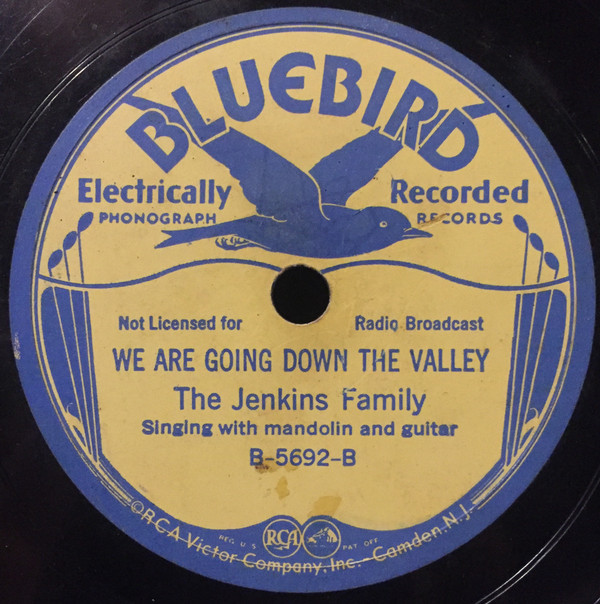 BLUEBIRD
Electrically Recorded
PHONOGRAPH RECORDS
Not Licensed for Radio Broadcast
WE ARE GOING DOWN THE VALLEY
The Jenkins Family
Singing with mandolin and guitar
B-5692-B
REG. U.S. RCA PAT. OFF.
©RCA Victor Company, Inc. - Camden, N.J.